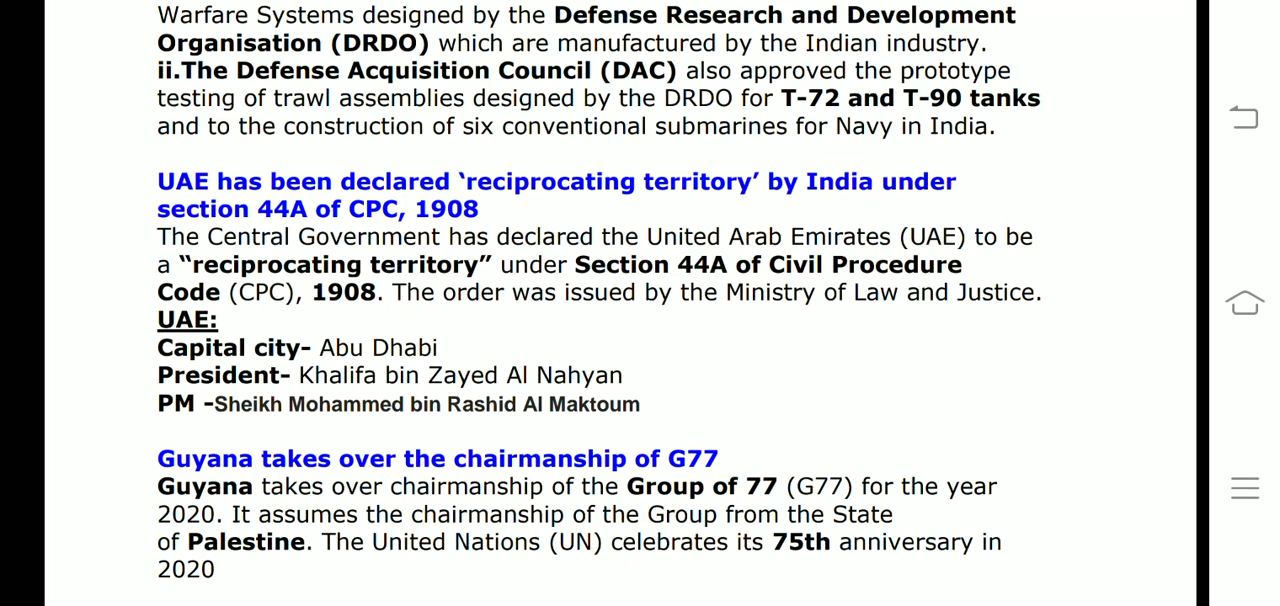 Warfare Systems designed by the Defense Research and Development
Organisation (DRDO) which are manufactured by the Indian industry.
ii.The Defense Acquisition Council (DAC) also approved the prototype
testing of trawl assemblies designed by the DRDO for T-72 and T-90 tanks
and to the construction of six conventional submarines for Navy in India.
UAE has been declared ‘reciprocating territory’ by India under
section 44A of CPC, 1908
The Central Government has declared the United Arab Emirates (UAE) to be
a “reciprocating territory” under Section 44A of Civil Procedure
Code (CPC), 1908. The order was issued by the Ministry of Law and Justice.
UAE:
Capital city- Abu Dhabi
President- Khalifa bin Zayed Al Nahyan
PM -Sheikh Mohammed bin Rashid Al Maktoum
Guyana takes over the chairmanship of G77
Guyana takes over chairmanship of the Group of 77 (G77) for the year
2020. It assumes the chairmanship of the Group from the State
of Palestine. The United Nations (UN) celebrates its 75th anniversary in
2020